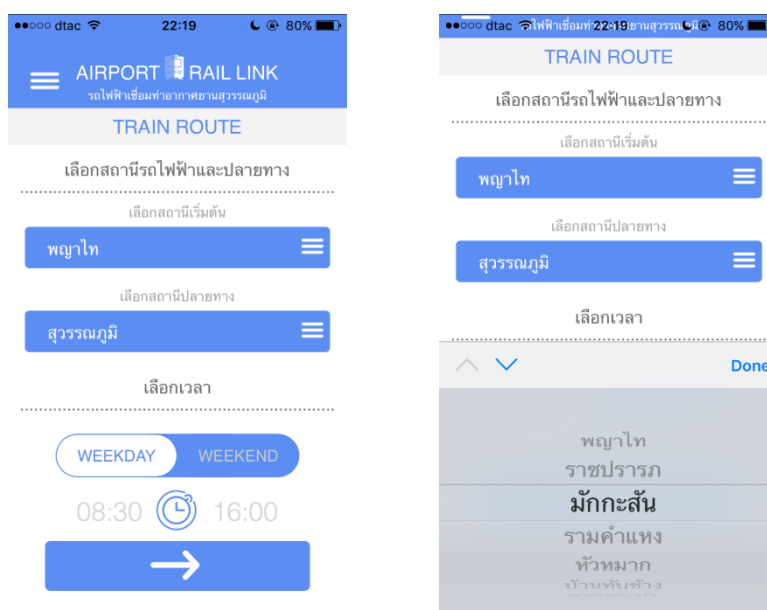 dtac 22:19 80%
AIRPORT RAIL LINK
รถไฟฟ้าเชื่อมท่าอากาศยานสุวรรณภูมิ
TRAIN ROUTE
เลือกสถานีรถไฟฟ้าและปลายทาง
เลือกสถานีเริ่มต้น
พญาไท
เลือกสถานีปลายทาง
สุวรรณภูมิ
เลือกเวลา
WEEKDAY WEEKEND
08:30 16:00
dtac 22:19 80%
TRAIN ROUTE
เลือกสถานีรถไฟฟ้าและปลายทาง
เลือกสถานีเริ่มต้น
พญาไท
เลือกสถานีปลายทาง
สุวรรณภูมิ
เลือกเวลา
Done
พญาไท
ราชปรารภ
มักกะสัน
รามคำแหง
หัวหมาก
บ้านทับช้าง